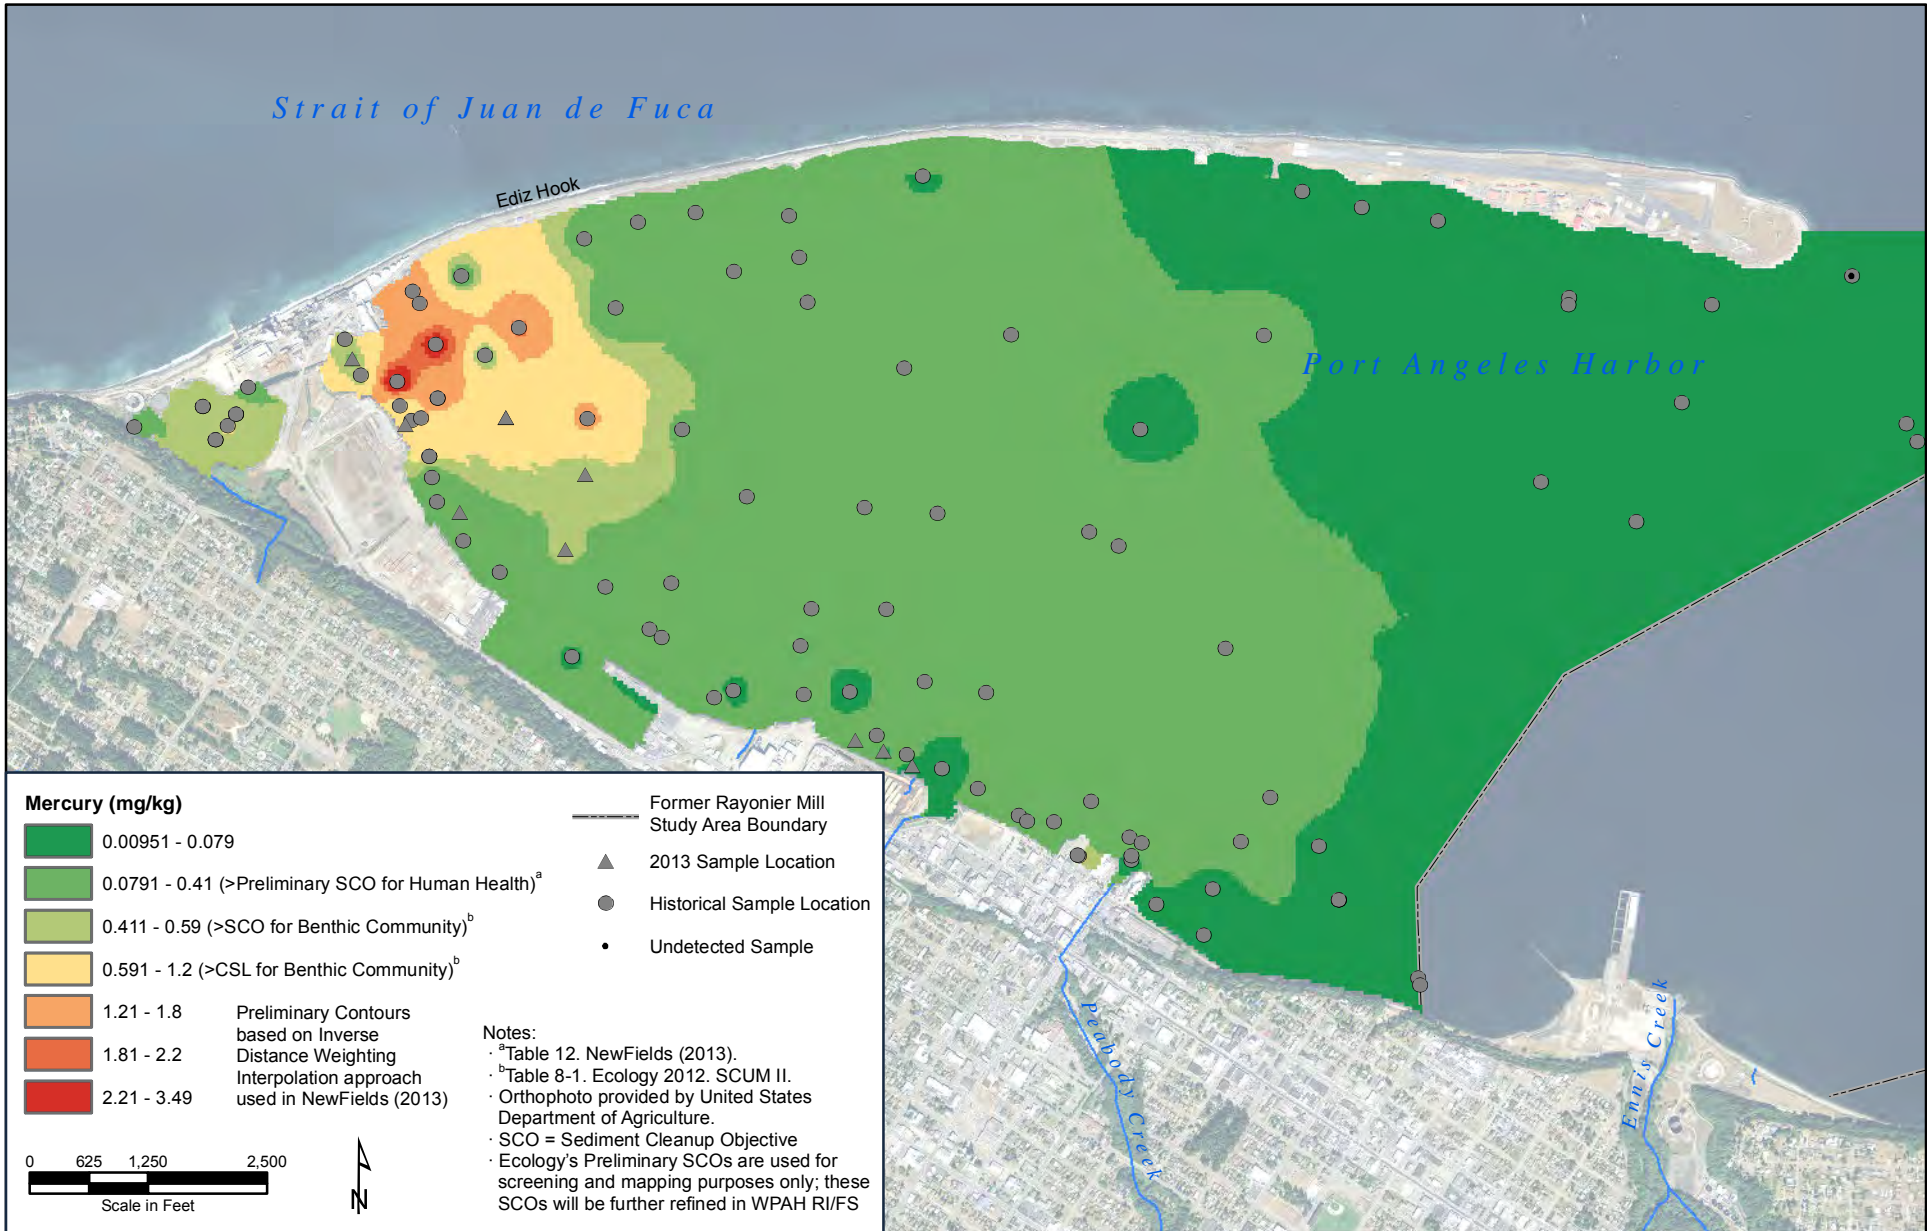 Strait of Juan de Fuca
Ediz Hook
Port Angeles Harbor
Peabody Creek
Ennis Creek
Mercury (mg/kg)
0.00951 - 0.079
0.0791 - 0.41 (>Preliminary SCO for Human Health)a
0.411 - 0.59 (>SCO for Benthic Community)b
0.591 - 1.2 (>CSL for Benthic Community)b
1.21 - 1.8
1.81 - 2.2
2.21 - 3.49
Preliminary Contours
based on Inverse
Distance Weighting
Interpolation approach
used in NewFields (2013)
0 625 1,250 2,500
Scale in Feet
N
Former Rayonier Mill
Study Area Boundary
2013 Sample Location
Historical Sample Location
Undetected Sample
Notes:
· aTable 12. NewFields (2013).
· bTable 8-1. Ecology 2012. SCUM II.
· Orthophoto provided by United States
Department of Agriculture.
· SCO = Sediment Cleanup Objective
· Ecology's Preliminary SCOs are used for
screening and mapping purposes only; these
SCOs will be further refined in WPAH RI/FS